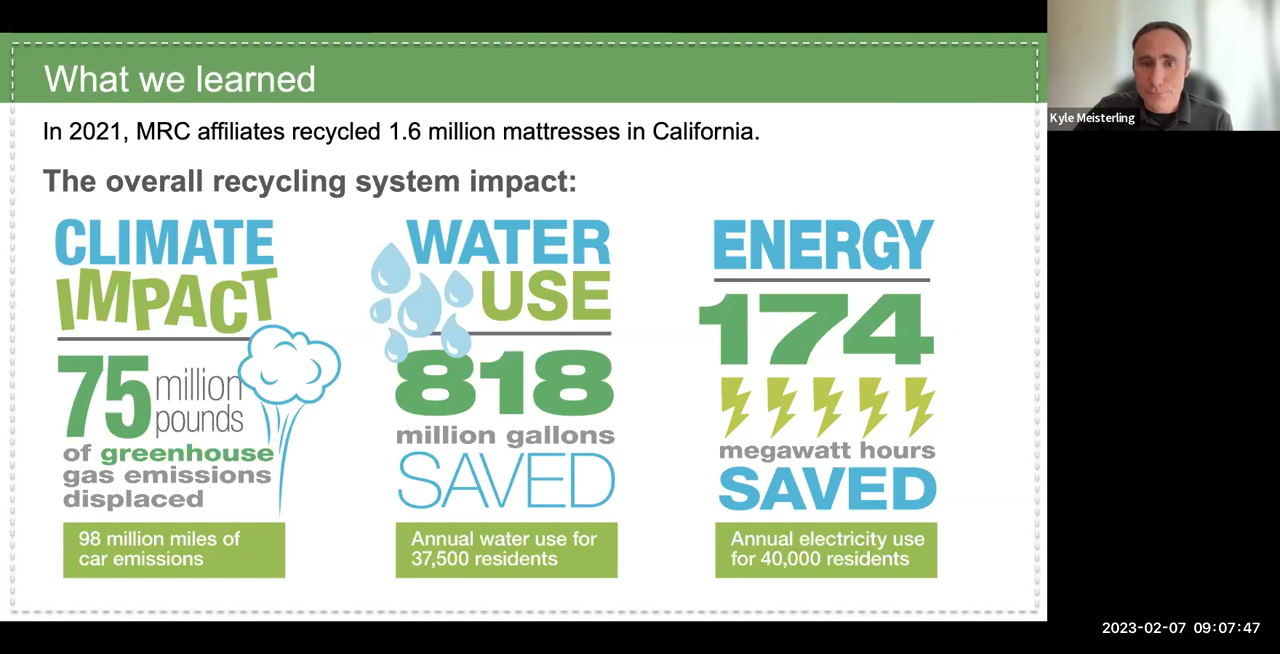 What we learned
In 2021, MRC affiliates recycled 1.6 million mattresses in California.
The overall recycling system impact:
CLIMATE
IMPACT
75 million
pounds
of greenhouse
gas emissions
displaced
98 million miles of
car emissions
WATER
USE
818
million gallons
SAVED
Annual water use for
37,500 residents
ENERGY
174
megawatt hours
SAVED
Annual electricity use
for 40,000 residents
Kyle Meisterling
2023-02-07 09:07:47